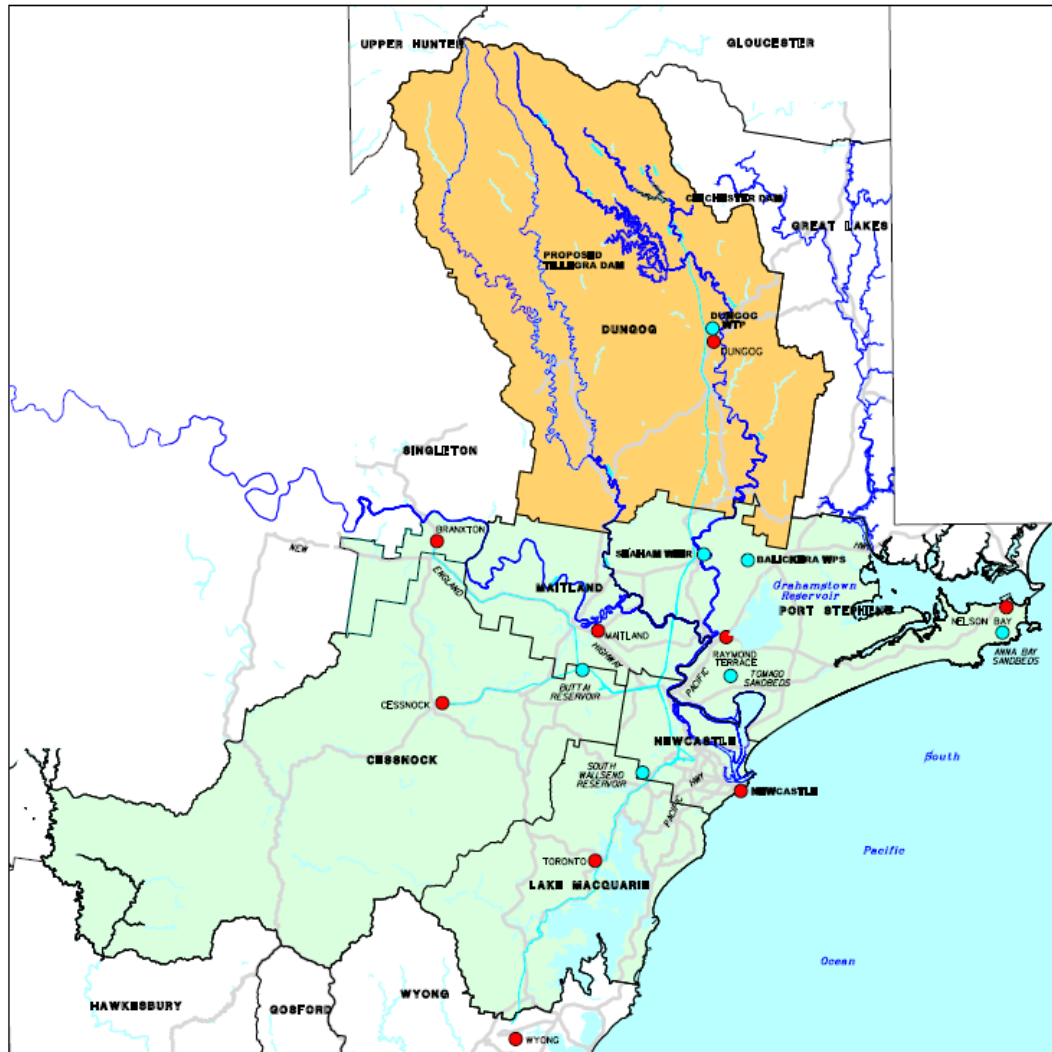 UPPER HUNTER
GLOUCESTER
CHICHESTER DAM
GREAT LAKES
PROPOSED
TILLEGRA DAM
DUNGOG
WTP
DUNGOG
DUNGOG
SINGLETON
BRANXTON
NEW
ENGLAND
HIGHWAY
SEAHAM WEIR
BALICKERA WPS
HWY
MAITLAND
Grahamstown
Reservoir
PORT STEPHENS
NELSON BAY
MAITLAND
RAYMOND
TERRACE
ANNA BAY
SANDBEDS
PACIFIC
TOMAGO
SANDBEDS
BUTTAI
RESERVOIR
CESSNOCK
NEWCASTLE
CESSNOCK
South
SOUTH
WALLSEND
RESERVOIR
PACIFIC
HWY
NEWCASTLE
Pacific
TORONTO
LAKE MACQUARIE
Ocean
WYONG
HAWKESBURY
GOSFORD
WYONG